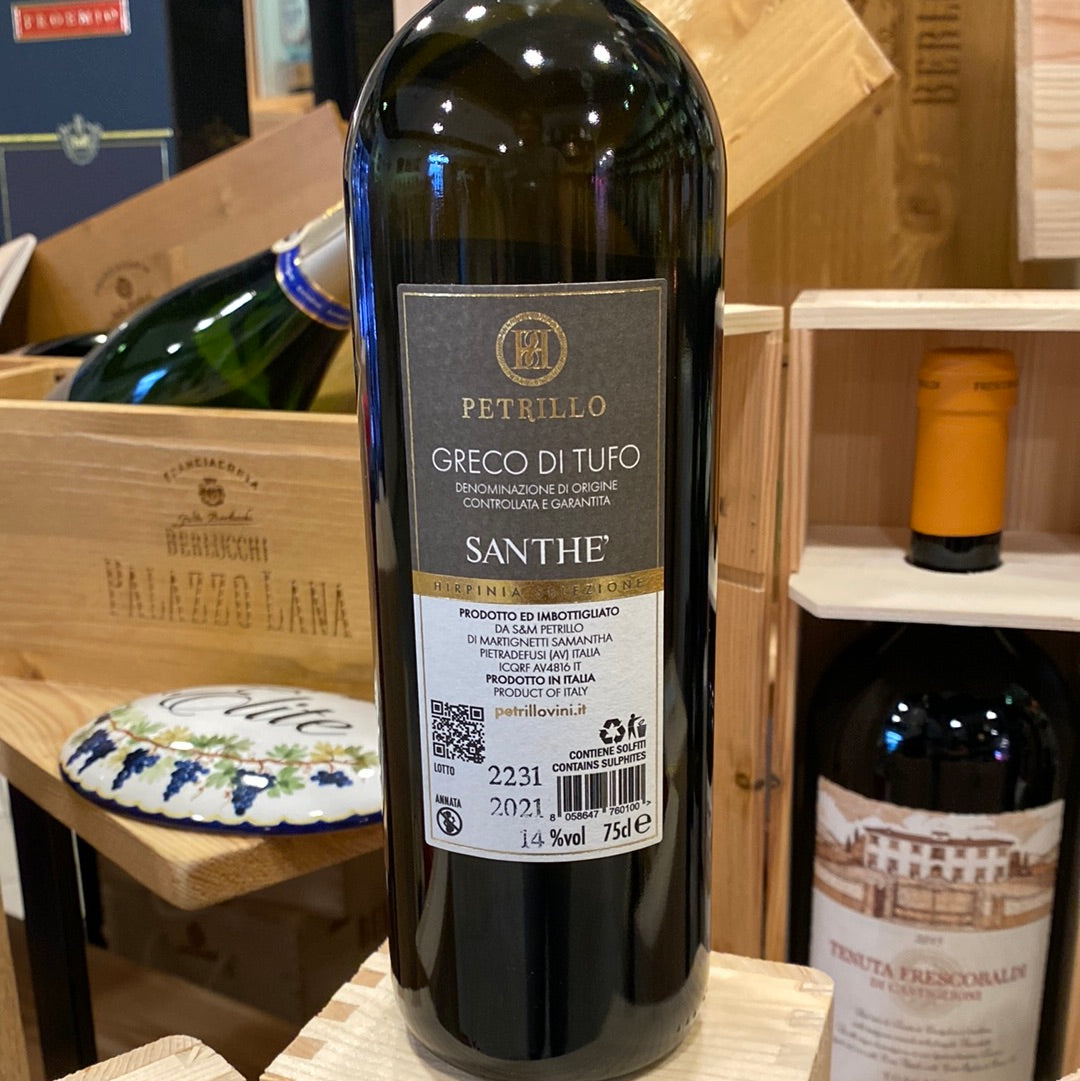 PROEMIO
BERL
FRANCIACORTA
BERLUCCHI
PALAZZO LANA
Elite
PETRILLO
GRECO DI TUFO
DENOMINAZIONE DI ORIGINE
CONTROLLATA E GARANTITA
SANTHE'
HIRPINIA SELEZIONE
PRODOTTO ED IMBOTTIGLIATO
DA S&M PETRILLO
DI MARTIGNETTI SAMANTHA
PIETRADEFUSI (AV) ITALIA
ICQRF AV4816 IT
PRODOTTO IN ITALIA
PRODUCT OF ITALY
petrillovini.it
CONTIENE SOLFITI
CONTAINS SULPHITES
LOTTO 2231
ANNATA 2021
8 058647 760100 >
14 %vol 75cl e
TENUTA FRESCOBALDI
DI CASTIGLIONI